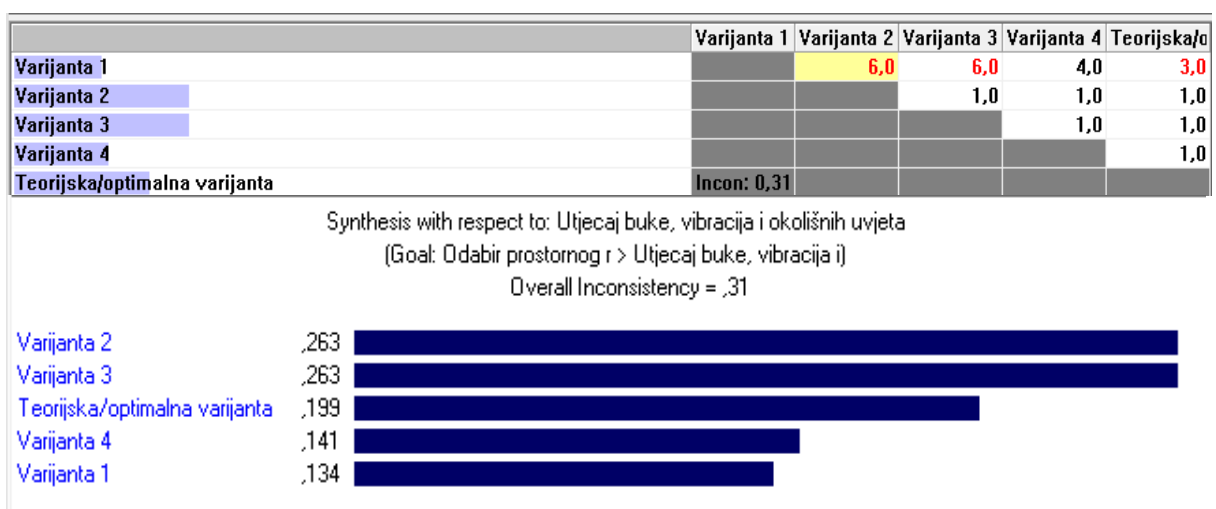 Varijanta 1 Varijanta 2 Varijanta 3 Varijanta 4 Teorijska/o
Varijanta 1 6,0 6,0 4,0 3,0
Varijanta 2 1,0 1,0 1,0
Varijanta 3 1,0 1,0
Varijanta 4 1,0
Teorijska/optimalna varijanta Incon: 0,31
Synthesis with respect to: Utjecaj buke, vibracija i okolišnih uvjeta
(Goal: Odabir prostornog r > Utjecaj buke, vibracija i)
Overall Inconsistency = ,31
Varijanta 2 ,263
Varijanta 3 ,263
Teorijska/optimalna varijanta ,199
Varijanta 4 ,141
Varijanta 1 ,134